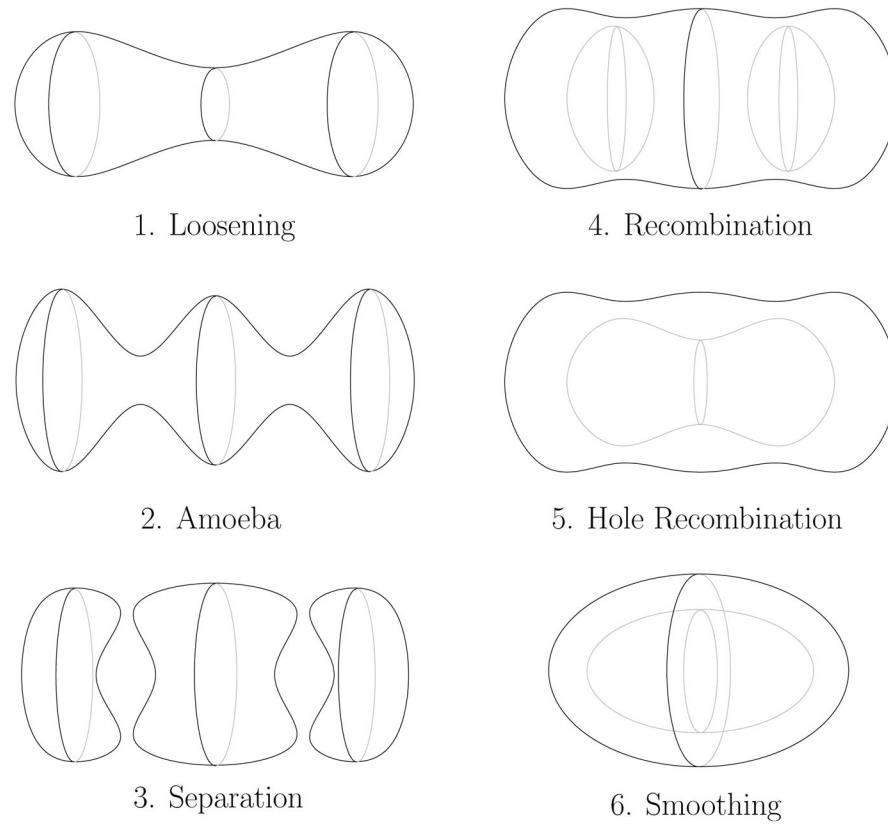 1. Loosening
2. Amoeba
3. Separation
4. Recombination
5. Hole Recombination
6. Smoothing